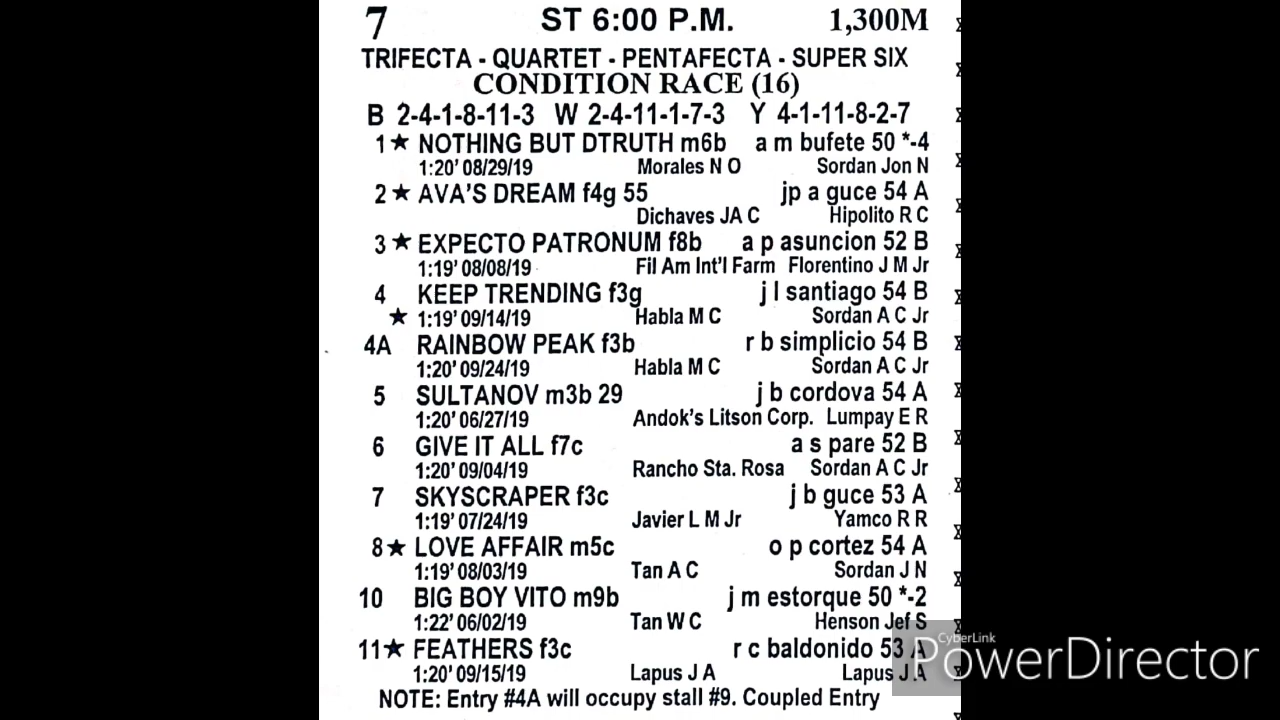 7 ST 6:00 P.M. 1,300M
TRIFECTA - QUARTET - PENTAFECTA - SUPER SIX
CONDITION RACE (16)
B 2-4-1-8-11-3 W 2-4-11-1-7-3 Y 4-1-11-8-2-7
1★ NOTHING BUT DTRUTH m6b a m bufete 50 *-4
1:20' 08/29/19 Morales N O Sordan Jon N
2★ AVA'S DREAM f4g 55 jp a guce 54 A
Dichaves JA C Hipolito R C
3★ EXPECTO PATRONUM f8b a p asuncion 52 B
1:19' 08/08/19 Fil Am Int'l Farm Florentino J M Jr
4 KEEP TRENDING f3g j l santiago 54 B
★ 1:19' 09/14/19 Habla M C Sordan A C Jr
4A RAINBOW PEAK f3b r b simplicio 54 B
1:20' 09/24/19 Habla M C Sordan A C Jr
5 SULTANOV m3b 29 j b cordova 54 A
1:20' 06/27/19 Andok's Litson Corp. Lumpay E R
6 GIVE IT ALL f7c a s pare 52 B
1:20' 09/04/19 Rancho Sta. Rosa Sordan A C Jr
7 SKYSCRAPER f3c j b guce 53 A
1:19' 07/24/19 Javier L M Jr Yamco R R
8★ LOVE AFFAIR m5c o p cortez 54 A
1:19' 08/03/19 Tan A C Sordan J N
10 BIG BOY VITO m9b j m estorque 50 *-2
1:22' 06/02/19 Tan W C Henson Jef S
11★ FEATHERS f3c r c baldonido 53 A
1:20' 09/15/19 Lapus J A Lapus J A
NOTE: Entry #4A will occupy stall #9. Coupled Entry
CyberLink
PowerDirector